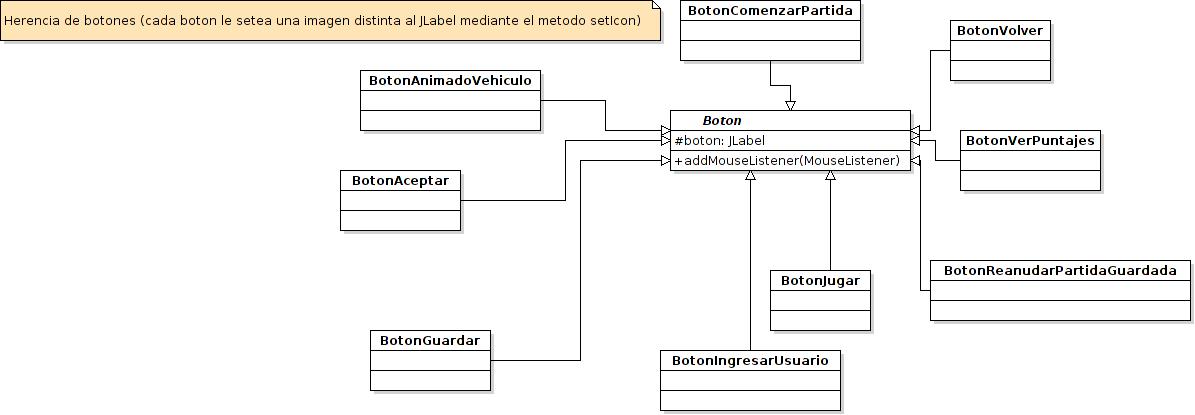 Herencia de botones (cada boton le setea una imagen distinta al JLabel mediante el metodo setIcon)
BotonComenzarPartida
BotonVolver
BotonAnimadoVehiculo
Boton
#boton: JLabel
+addMouseListener(MouseListener)
BotonVerPuntajes
BotonAceptar
BotonReanudarPartidaGuardada
BotonJugar
BotonGuardar
BotonIngresarUsuario